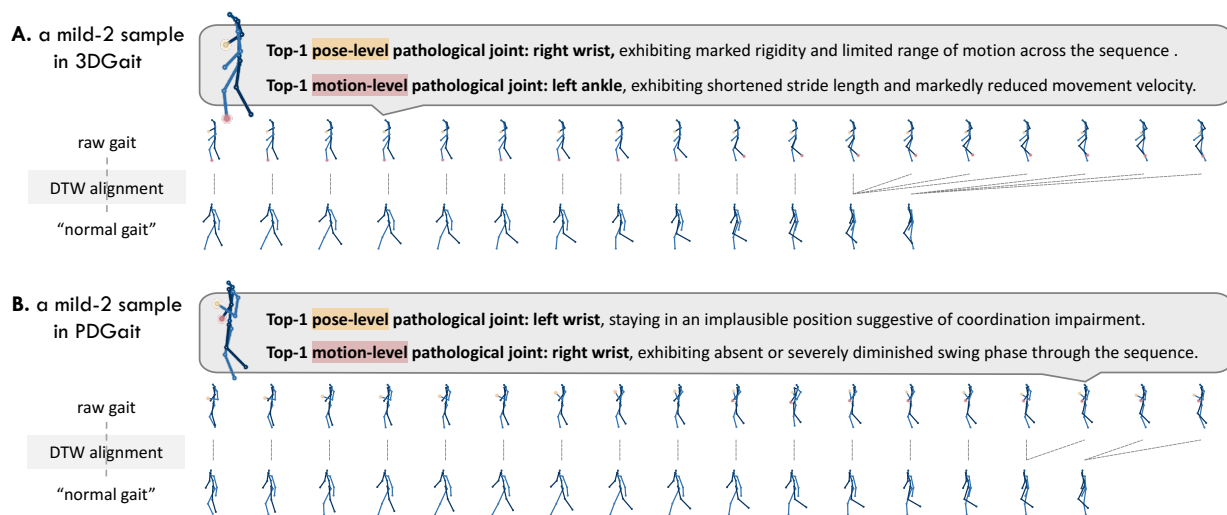 A. a mild-2 sample
in 3DGait
Top-1 pose-level pathological joint: right wrist, exhibiting marked rigidity and limited range of motion across the sequence .
Top-1 motion-level pathological joint: left ankle, exhibiting shortened stride length and markedly reduced movement velocity.
raw gait
DTW alignment
“normal gait”
B. a mild-2 sample
in PDGait
Top-1 pose-level pathological joint: left wrist, staying in an implausible position suggestive of coordination impairment.
Top-1 motion-level pathological joint: right wrist, exhibiting absent or severely diminished swing phase through the sequence.
raw gait
DTW alignment
“normal gait”